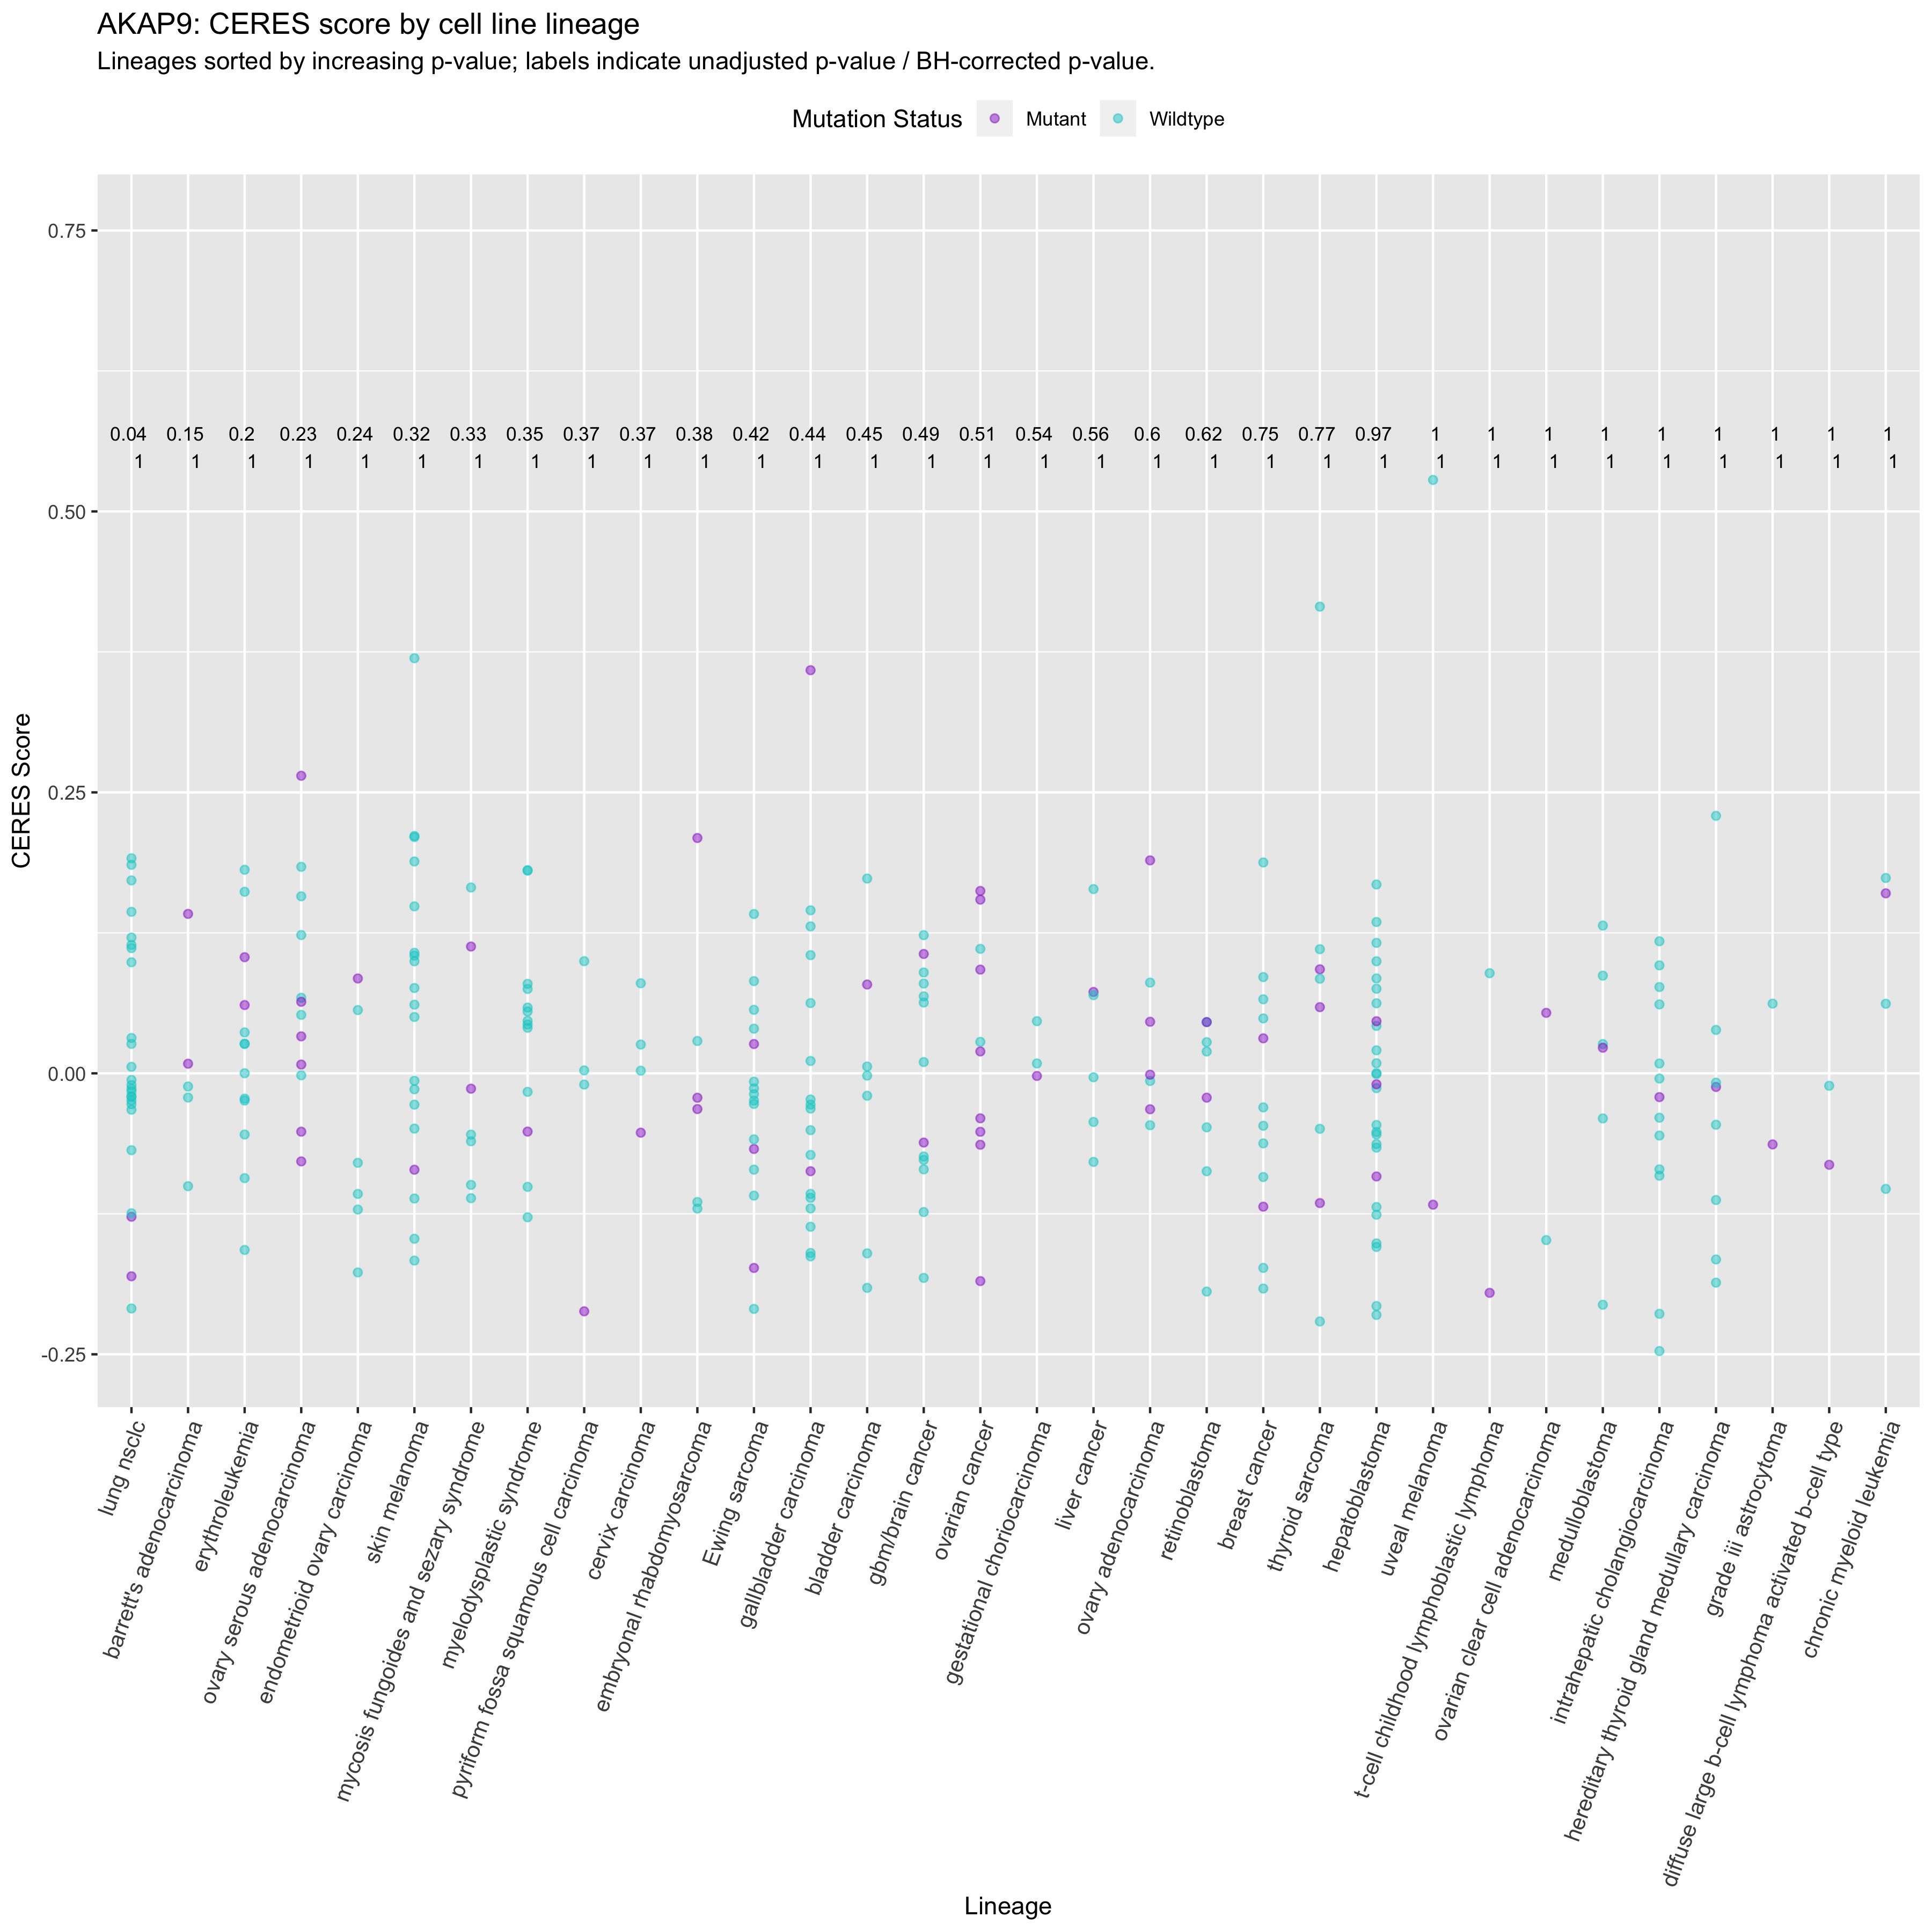 AKAP9: CERES score by cell line lineage
Lineages sorted by increasing p-value; labels indicate unadjusted p-value / BH-corrected p-value.
Mutation Status Mutant Wildtype
0.75
0.04 0.15 0.2 0.23 0.24 0.32 0.33 0.35 0.37 0.37 0.38 0.42 0.44 0.45 0.49 0.51 0.54 0.56 0.6 0.62 0.75 0.77 0.97 1 1 1 1 1 1 1 1 1
1 1 1 1 1 1 1 1 1 1 1 1 1 1 1 1 1 1 1 1 1 1 1 1 1 1 1 1 1 1 1 1
0.50
0.25
0.00
-0.25
CERES Score
lung nsclc
barrett's adenocarcinoma
erythroleukemia
ovary serous adenocarcinoma
endometrioid ovary carcinoma
skin melanoma
mycosis fungoides and sezary syndrome
myelodysplastic syndrome
pyriform fossa squamous cell carcinoma
cervix carcinoma
embryonal rhabdomyosarcoma
Ewing sarcoma
gallbladder carcinoma
bladder carcinoma
gbm/brain cancer
ovarian cancer
gestational choriocarcinoma
liver cancer
ovary adenocarcinoma
retinoblastoma
breast cancer
thyroid sarcoma
hepatoblastoma
uveal melanoma
t-cell childhood lymphoblastic lymphoma
ovarian clear cell adenocarcinoma
medulloblastoma
intrahepatic cholangiocarcinoma
hereditary thyroid gland medullary carcinoma
grade iii astrocytoma
diffuse large b-cell lymphoma activated b-cell type
chronic myeloid leukemia
Lineage